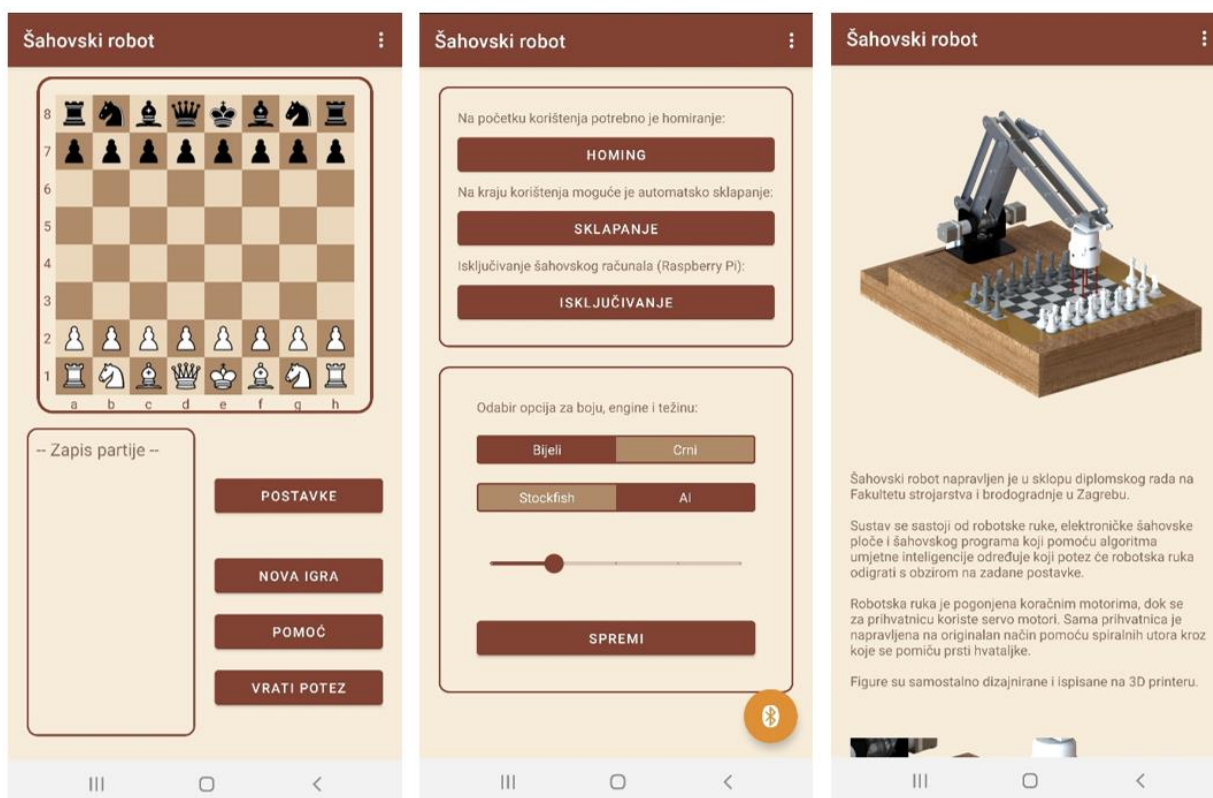 Šahovski robot
8
7
6
5
4
3
2
1
a b c d e f g h
-- Zapis partije --
POSTAVKE
NOVA IGRA
POMOĆ
VRATI POTEZ
Šahovski robot
Na početku korištenja potrebno je homiranje:
HOMING
Na kraju korištenja moguće je automatsko sklapanje:
SKLAPANJE
Isključivanje šahovskog računala (Raspberry Pi):
ISKLJUČIVANJE
Odabir opcija za boju, engine i težinu:
Bijeli Crni
Stockfish AI
SPREMI
Šahovski robot
Šahovski robot napravljen je u sklopu diplomskog rada na
Fakultetu strojarstva i brodogradnje u Zagrebu.
Sustav se sastoji od robotske ruke, elektroničke šahovske
ploče i šahovskog programa koji pomoću algoritma
umjetne inteligencije određuje koji potez će robotska ruka
odigrati s obzirom na zadane postavke.
Robotska ruka je pogonjena koračnim motorima, dok se
za prihvatnicu koriste servo motori. Sama prihvatnica je
napravljena na originalan način pomoću spiralnih utora kroz
koje se pomiču prsti hvataljke.
Figure su samostalno dizajnirane i ispisane na 3D printeru.